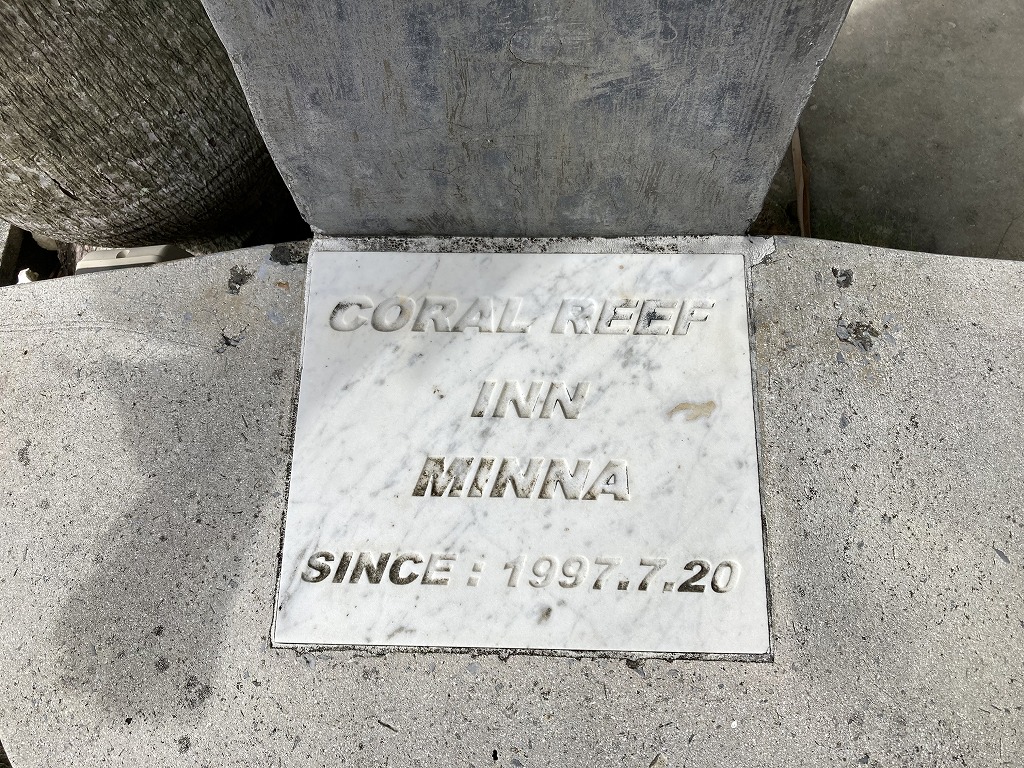 CORAL REEF
INN
MINNA
SINCE : 1997.7.20